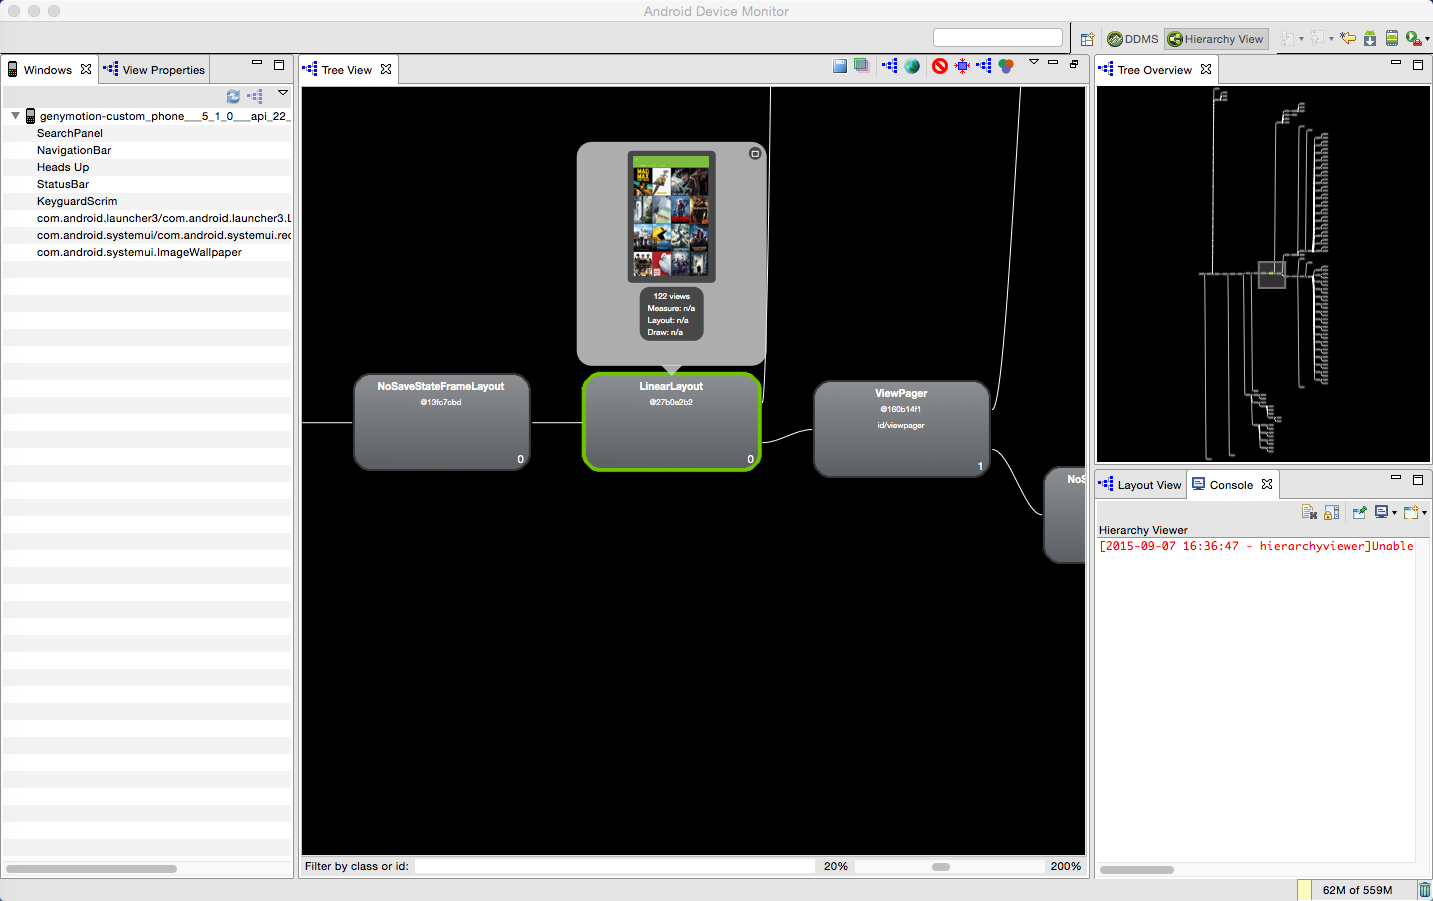 Android Device Monitor
DDMS
Hierarchy View
Windows
View Properties
genymotion-custom_phone___5_1_0___api_22_
SearchPanel
NavigationBar
Heads Up
StatusBar
KeyguardScrim
com.android.launcher3/com.android.launcher3.L
com.android.systemui/com.android.systemui.rec
com.android.systemui.ImageWallpaper
Tree View
122 views
Measure: n/a
Layout: n/a
Draw: n/a
NoSaveStateFrameLayout
@13fc7cbd
0
LinearLayout
@27b0e2b2
0
ViewPager
@160b14f1
id/viewpager
1
NoS
Filter by class or id:
20%
200%
Tree Overview
Layout View
Console
Hierarchy Viewer
[2015-09-07 16:36:47 - hierarchyviewer]Unable
62M of 559M